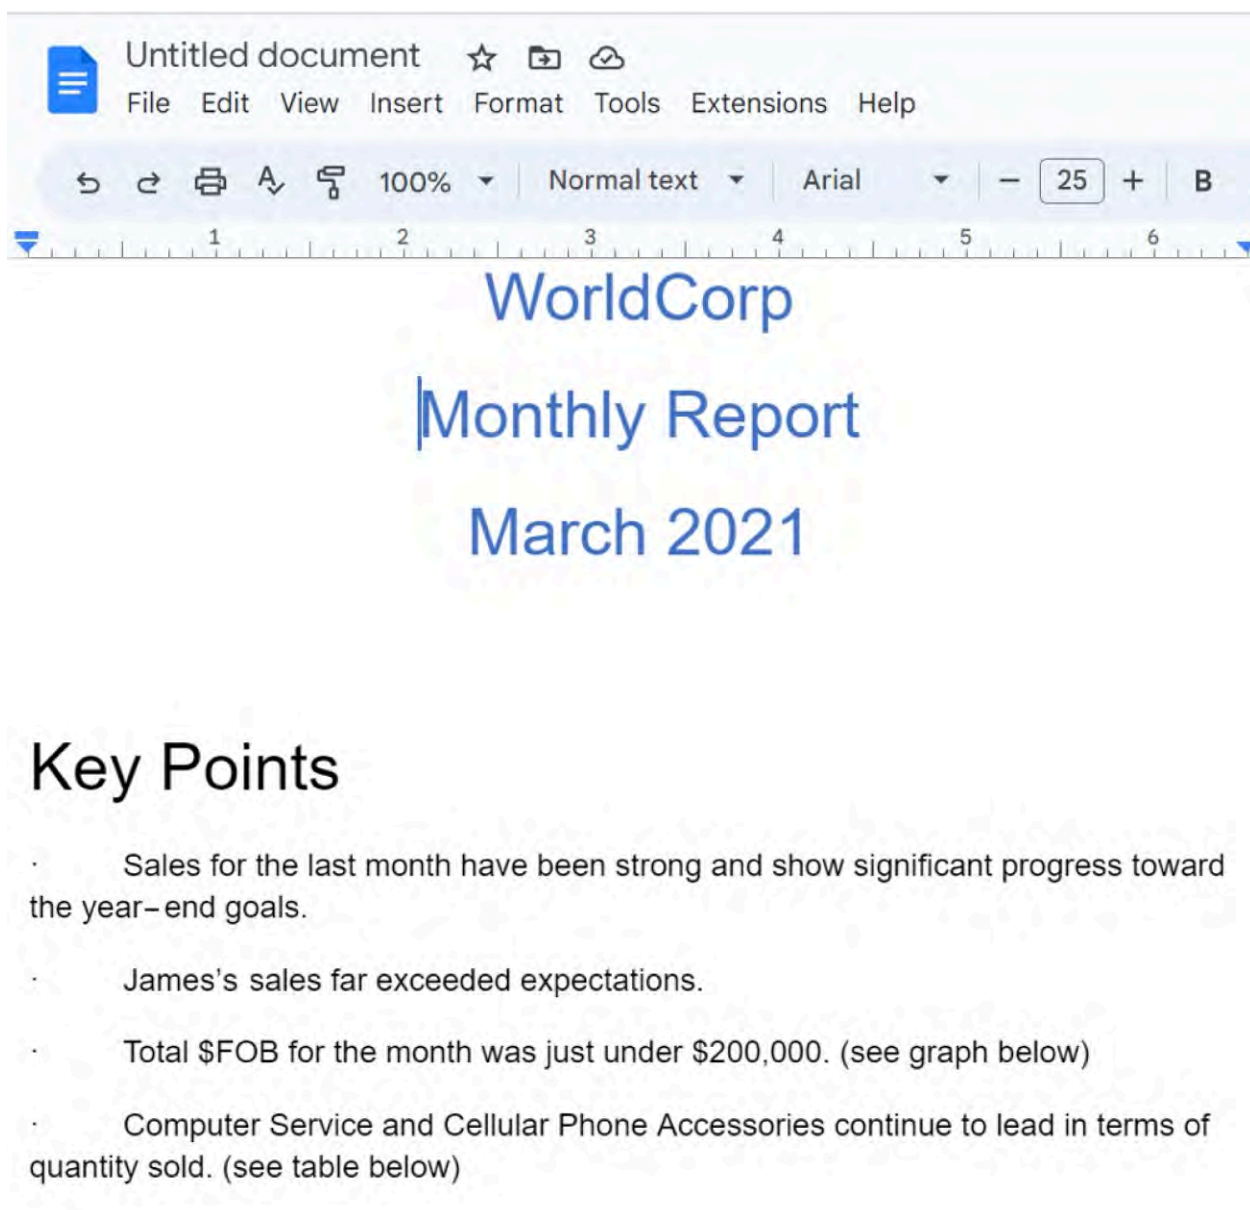 Untitled document
File Edit View Insert Format Tools Extensions Help
100% Normal text Arial − 25 + B
1 2 3 4 5 6
WorldCorp
Monthly Report
March 2021
Key Points
· Sales for the last month have been strong and show significant progress toward
the year–end goals.
· James’s sales far exceeded expectations.
· Total $FOB for the month was just under $200,000. (see graph below)
· Computer Service and Cellular Phone Accessories continue to lead in terms of
quantity sold. (see table below)